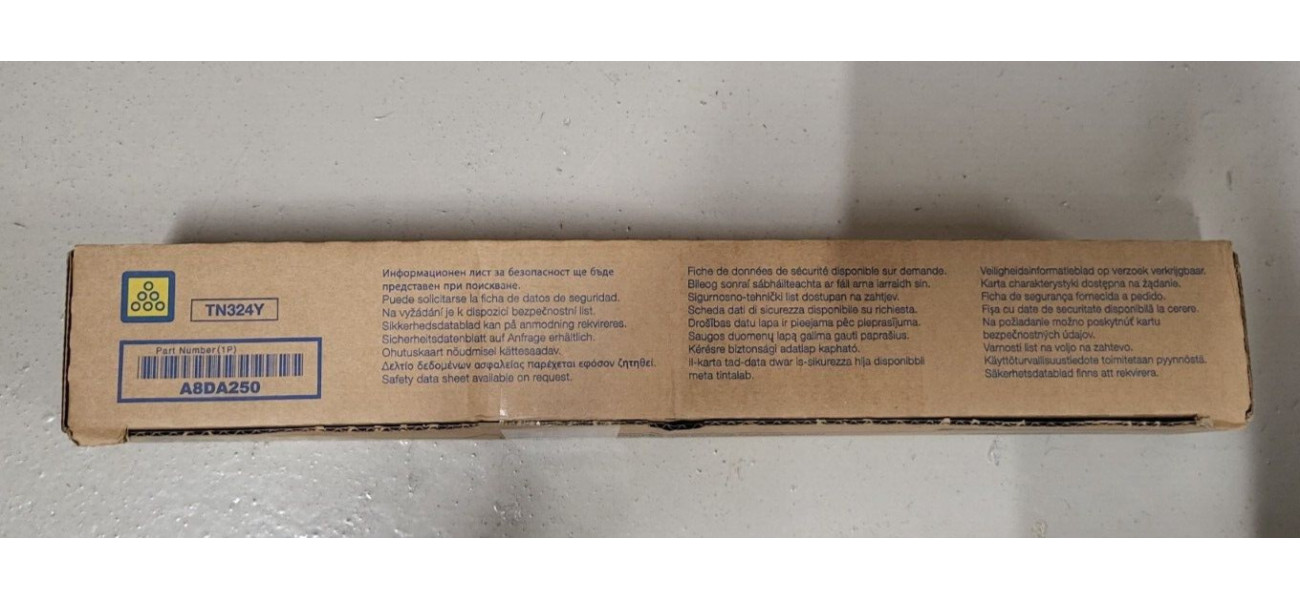 TN324Y
Part Number(1P)
A8DA250
Информационен лист за безопасност ще бъде
представен при поискване.
Puede solicitarse la ficha de datos de seguridad.
Na vyžádání je k dispozici bezpečnostní list.
Sikkerhedsdatablad kan på anmodning rekvireres.
Sicherheitsdatenblatt auf Anfrage erhältlich.
Ohutuskaart nõudmisel kättesaadav.
Δελτίο δεδομένων ασφαλείας παρέχεται εφόσον ζητηθεί.
Safety data sheet available on request.
Fiche de données de sécurité disponible sur demande.
Bileog sonraí sábháilteachta ar fáil arna iarraidh sin.
Sigurnosno-tehnički list dostupan na zahtjev.
Scheda dati di sicurezza disponibile su richiesta.
Drošības datu lapa ir pieejama pēc pieprasījuma.
Saugos duomenų lapą galima gauti paprašius.
Kérésre biztonsági adatlap kapható.
Il-karta tad-data dwar is-sikurezza hija disponibbli
meta tintalab.
Veiligheidsinformatieblad op verzoek verkrijgbaar.
Karta charakterystyki dostępna na żądanie.
Ficha de segurança fornecida a pedido.
Fișa cu date de securitate disponibilă la cerere.
Na požiadanie možno poskytnúť kartu
bezpečnostných údajov.
Varnosti list na voljo na zahtevo.
Käyttöturvallisuustiedote toimitetaan pyynnöstä.
Säkerhetsdatablad finns att rekvirera.